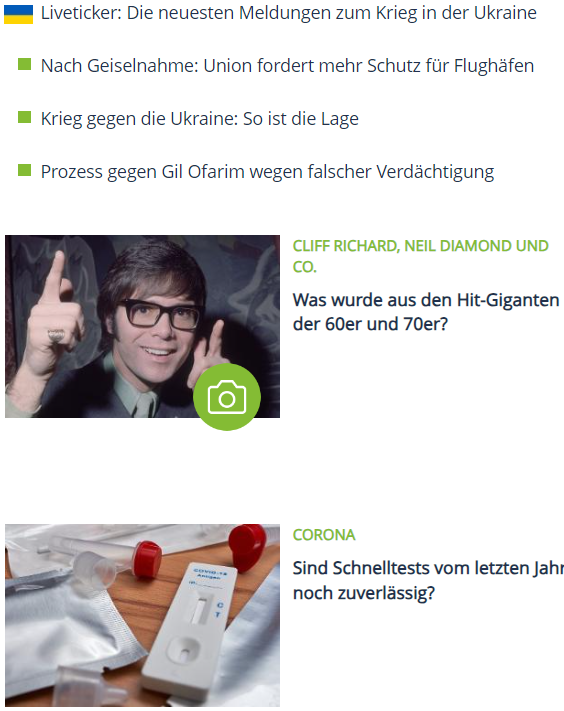 Liveticker: Die neuesten Meldungen zum Krieg in der Ukraine
Nach Geiselnahme: Union fordert mehr Schutz für Flughäfen
Krieg gegen die Ukraine: So ist die Lage
Prozess gegen Gil Ofarim wegen falscher Verdächtigung
CLIFF RICHARD, NEIL DIAMOND UND
CO.
Was wurde aus den Hit-Giganten
der 60er und 70er?
CORONA
Sind Schnelltests vom letzten Jahr
noch zuverlässig?
COVID-19
Antigen
C
T